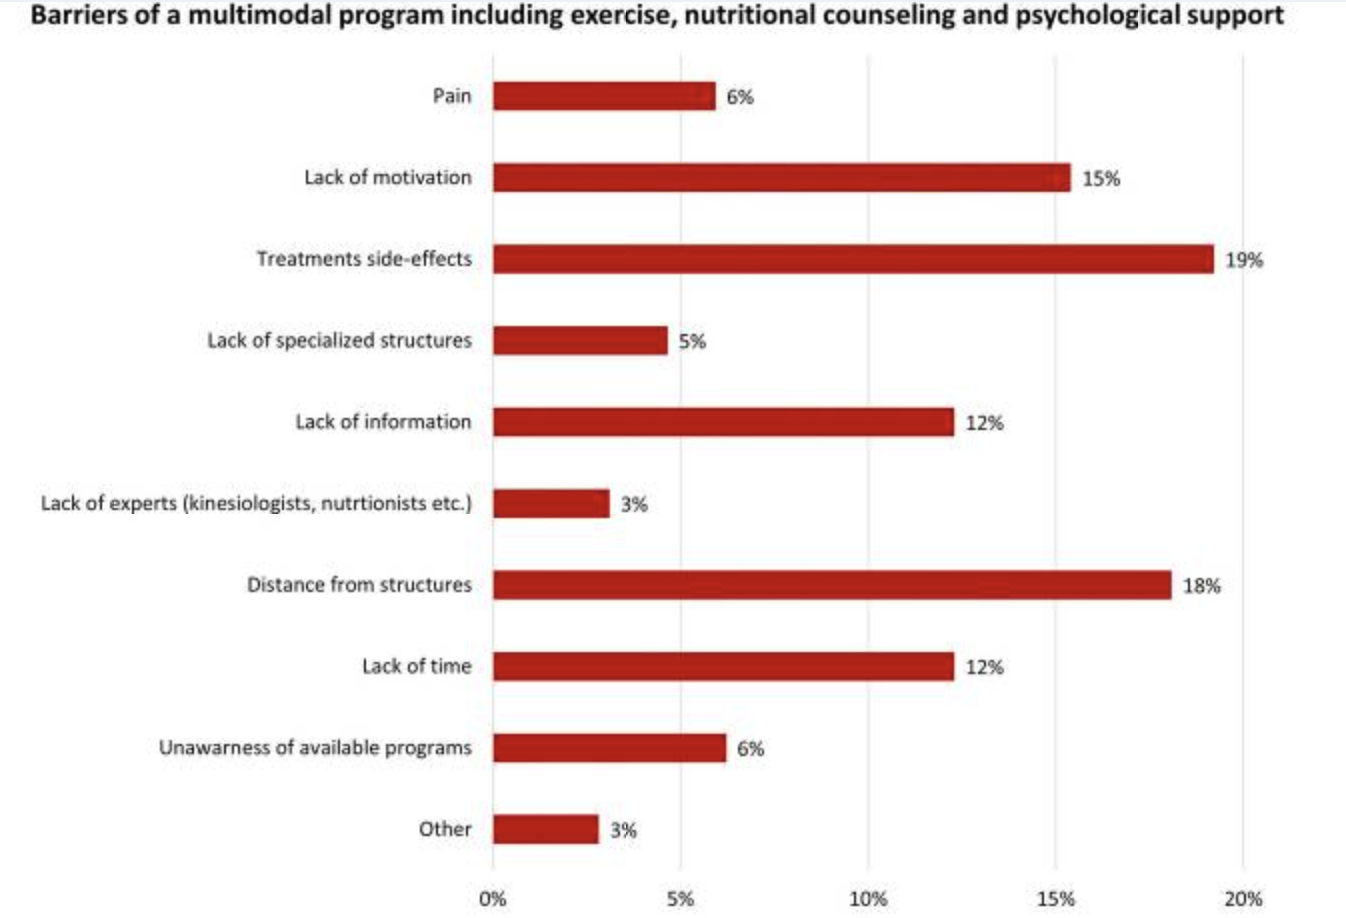 Barriers of a multimodal program including exercise, nutritional counseling and psychological support
Pain 6%
Lack of motivation 15%
Treatments side-effects 19%
Lack of specialized structures 5%
Lack of information 12%
Lack of experts (kinesiologists, nutrtionists etc.) 3%
Distance from structures 18%
Lack of time 12%
Unawarness of available programs 6%
Other 3%
0% 5% 10% 15% 20%